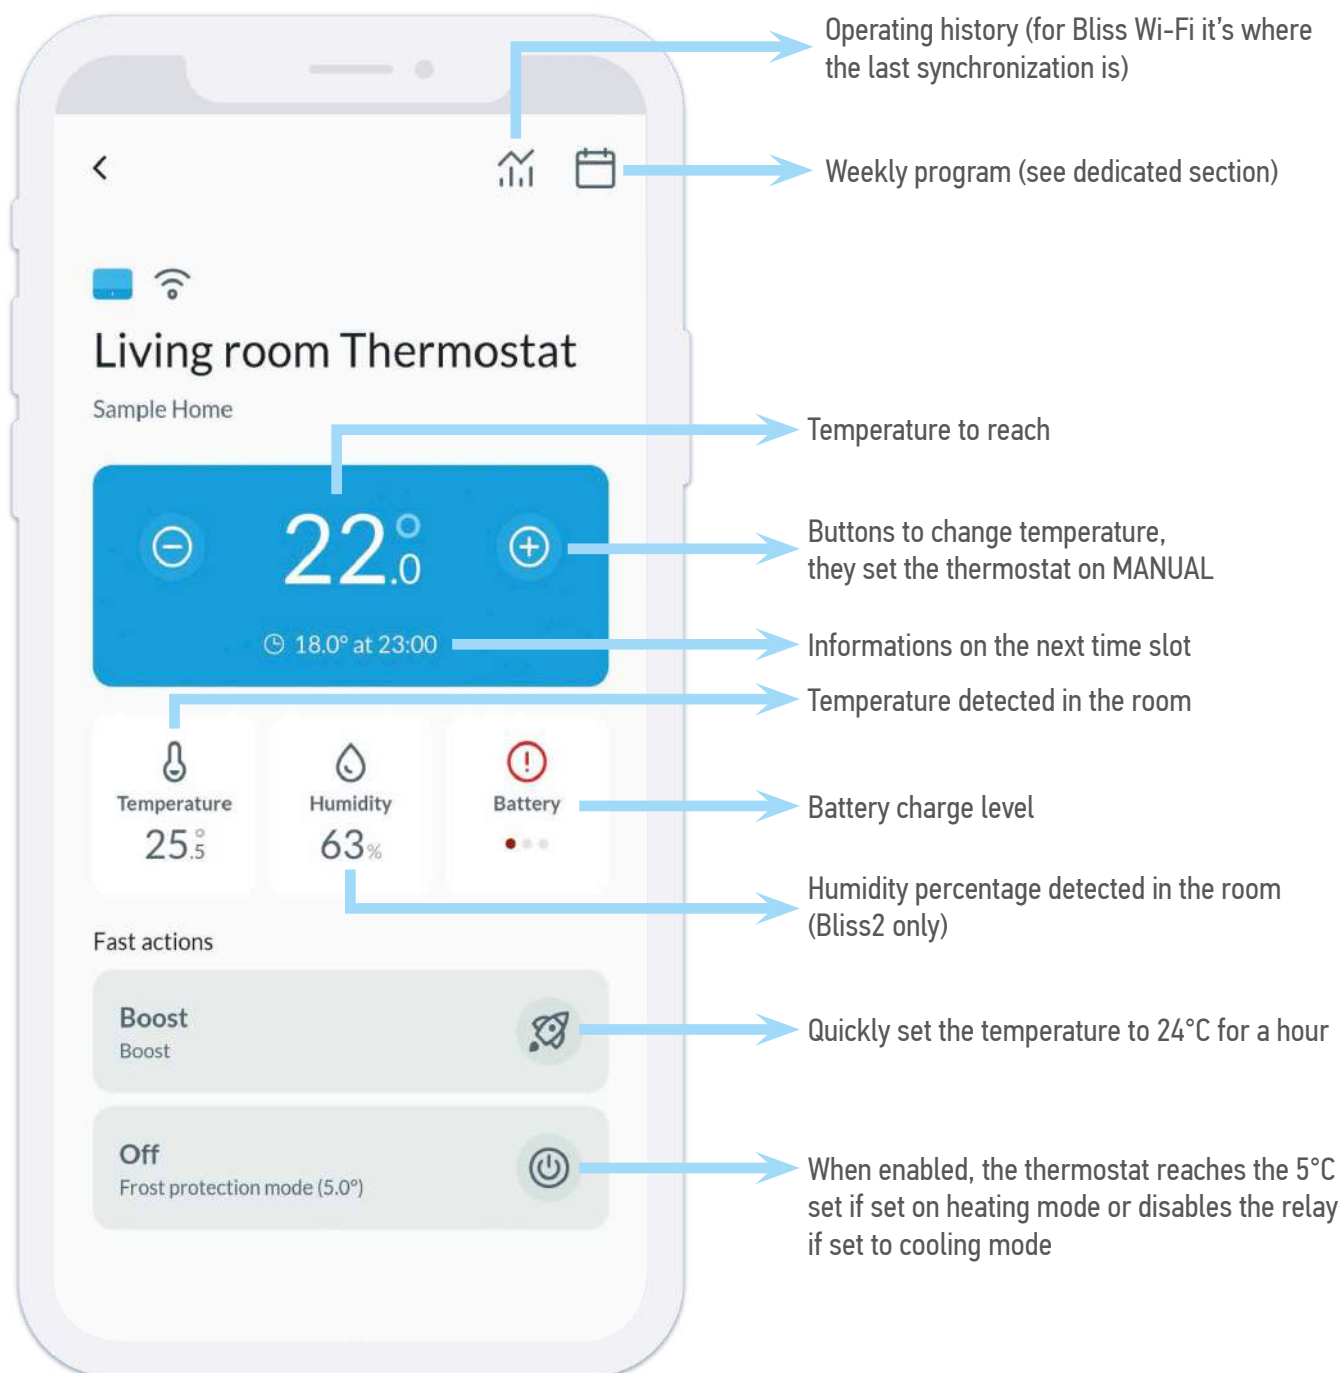 Operating history (for Bliss Wi-Fi it's where
the last synchronization is)
Weekly program (see dedicated section)
Living room Thermostat
Sample Home
Temperature to reach
22.0°
Buttons to change temperature,
they set the thermostat on MANUAL
18.0° at 23:00
Informations on the next time slot
Temperature detected in the room
Temperature
25.5°
Humidity
63%
Battery
Battery charge level
Humidity percentage detected in the room
(Bliss2 only)
Fast actions
Boost
Boost
Quickly set the temperature to 24°C for a hour
Off
Frost protection mode (5.0°)
When enabled, the thermostat reaches the 5°C
set if set on heating mode or disables the relay
if set to cooling mode